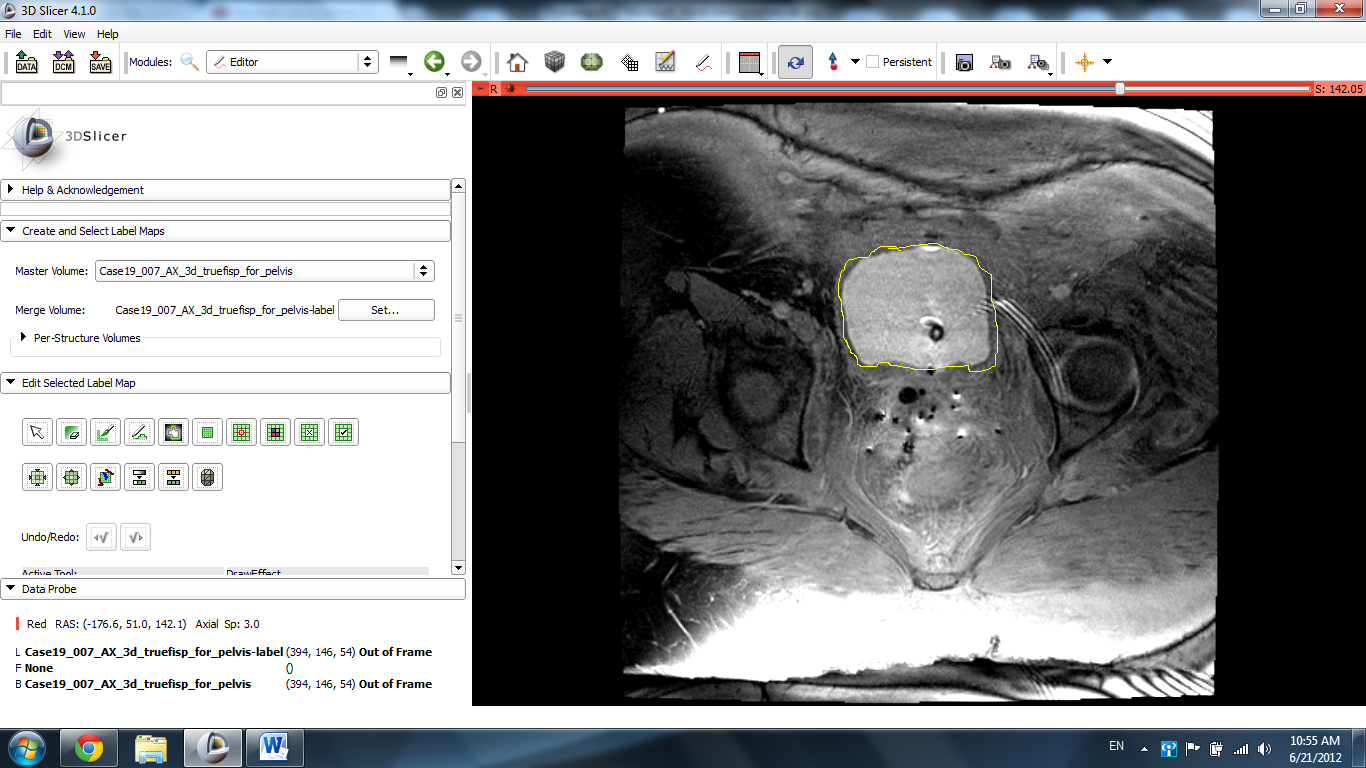 3D Slicer 4.1.0
File Edit View Help
DATA DCM SAVE Modules: Editor Persistent
R S: 142.05
3DSlicer
Help & Acknowledgement
Create and Select Label Maps
Master Volume: Case19_007_AX_3d_truefisp_for_pelvis
Merge Volume: Case19_007_AX_3d_truefisp_for_pelvis-label Set...
Per-Structure Volumes
Edit Selected Label Map
Undo/Redo:
Active Tool: DrawEffect
Data Probe
Red RAS: (-176.6, 51.0, 142.1) Axial Sp: 3.0
L Case19_007_AX_3d_truefisp_for_pelvis-label (394, 146, 54) Out of Frame
F None ()
B Case19_007_AX_3d_truefisp_for_pelvis (394, 146, 54) Out of Frame
EN 10:55 AM
6/21/2012